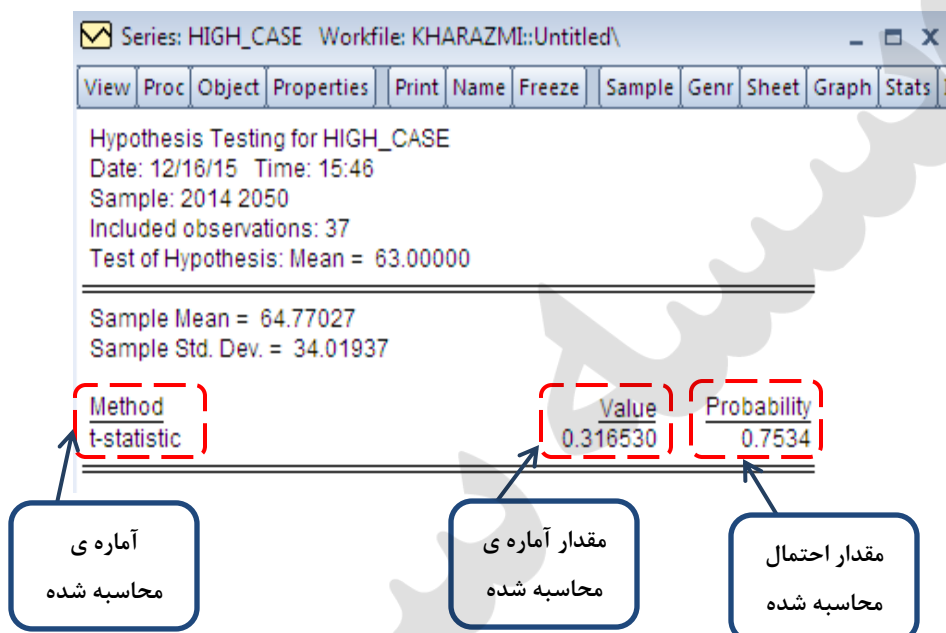 Series: HIGH_CASE Workfile: KHARAZMI::Untitled\
View Proc Object Properties Print Name Freeze Sample Genr Sheet Graph Stats
Hypothesis Testing for HIGH_CASE
Date: 12/16/15 Time: 15:46
Sample: 2014 2050
Included observations: 37
Test of Hypothesis: Mean = 63.00000
Sample Mean = 64.77027
Sample Std. Dev. = 34.01937
Method Value Probability
t-statistic 0.316530 0.7534
آماره ی
محاسبه شده
مقدار آماره ی
محاسبه شده
مقدار احتمال
محاسبه شده